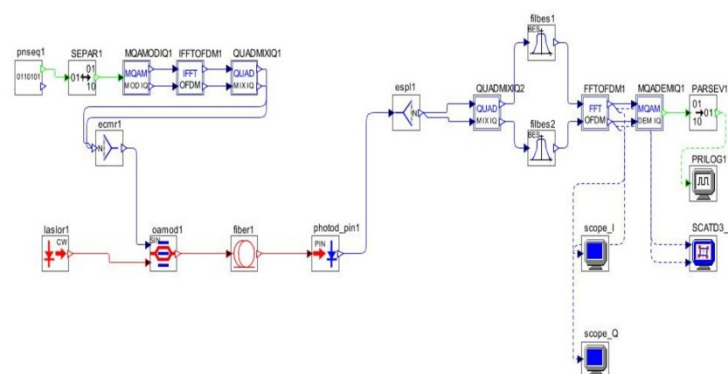 pnseq1 SEPAR1 MQAMODIQ1 IFFTOFDM1 QUADMIXIQ1
0110101
01
01
10
MQAM
MOD IQ
IFFT
OFDM
QUAD
MIX IQ
ecmr1
N
laslor1
CW
oamod1
SIN
fiber1
photod_pin1
PIN
espl1
N
QUADMIXIQ2
QUAD
MIX IQ
filbes1
BES
filbes2
BES
FFTOFDM1
FFT
OFDM
MQADEMIQ1
MQAM
DEM IQ
PARSEV1
01
01
10
PRILOG1
scope_I
SCATD3_
scope_Q